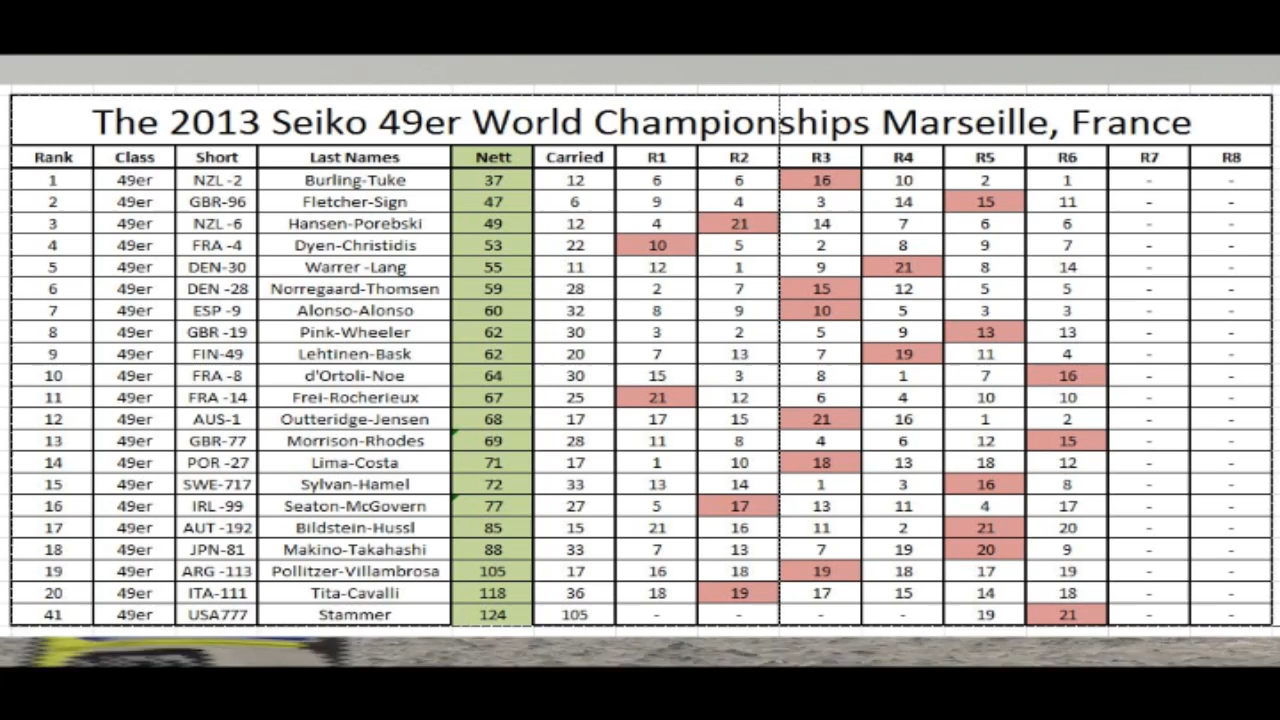 The 2013 Seiko 49er World Championships Marseille, France
Rank Class Short Last Names Nett Carried R1 R2 R3 R4 R5 R6 R7 R8
1 49er NZL -2 Burling-Tuke 37 12 6 6 16 10 2 1 - -
2 49er GBR-96 Fletcher-Sign 47 6 9 4 3 14 15 11 - -
3 49er NZL -6 Hansen-Porebski 49 12 4 21 14 7 6 6 - -
4 49er FRA -4 Dyen-Christidis 53 22 10 5 2 8 9 7 - -
5 49er DEN-30 Warrer -Lang 55 11 12 1 9 21 8 14 - -
6 49er DEN -28 Norregaard-Thomsen 59 28 2 7 15 12 5 5 - -
7 49er ESP -9 Alonso-Alonso 60 32 8 9 10 5 3 3 - -
8 49er GBR -19 Pink-Wheeler 62 30 3 2 5 9 13 13 - -
9 49er FIN-49 Lehtinen-Bask 62 20 7 13 7 19 11 4 - -
10 49er FRA -8 d'Ortoli-Noe 64 30 15 3 8 1 7 16 - -
11 49er FRA -14 Frei-Rocherieux 67 25 21 12 6 4 10 10 - -
12 49er AUS-1 Outteridge-Jensen 68 17 17 15 21 16 1 2 - -
13 49er GBR-77 Morrison-Rhodes 69 28 11 8 4 6 12 15 - -
14 49er POR -27 Lima-Costa 71 17 1 10 18 13 18 12 - -
15 49er SWE-717 Sylvan-Hamel 72 33 13 14 1 3 16 8 - -
16 49er IRL -99 Seaton-McGovern 77 27 5 17 13 11 4 17 - -
17 49er AUT -192 Bildstein-Hussl 85 15 21 16 11 2 21 20 - -
18 49er JPN-81 Makino-Takahashi 88 33 7 13 7 19 20 9 - -
19 49er ARG -113 Pollitzer-Villambrosa 105 17 16 18 19 18 17 19 - -
20 49er ITA-111 Tita-Cavalli 118 36 18 19 17 15 14 18 - -
41 49er USA777 Stammer 124 105 - - - - 19 21 - -